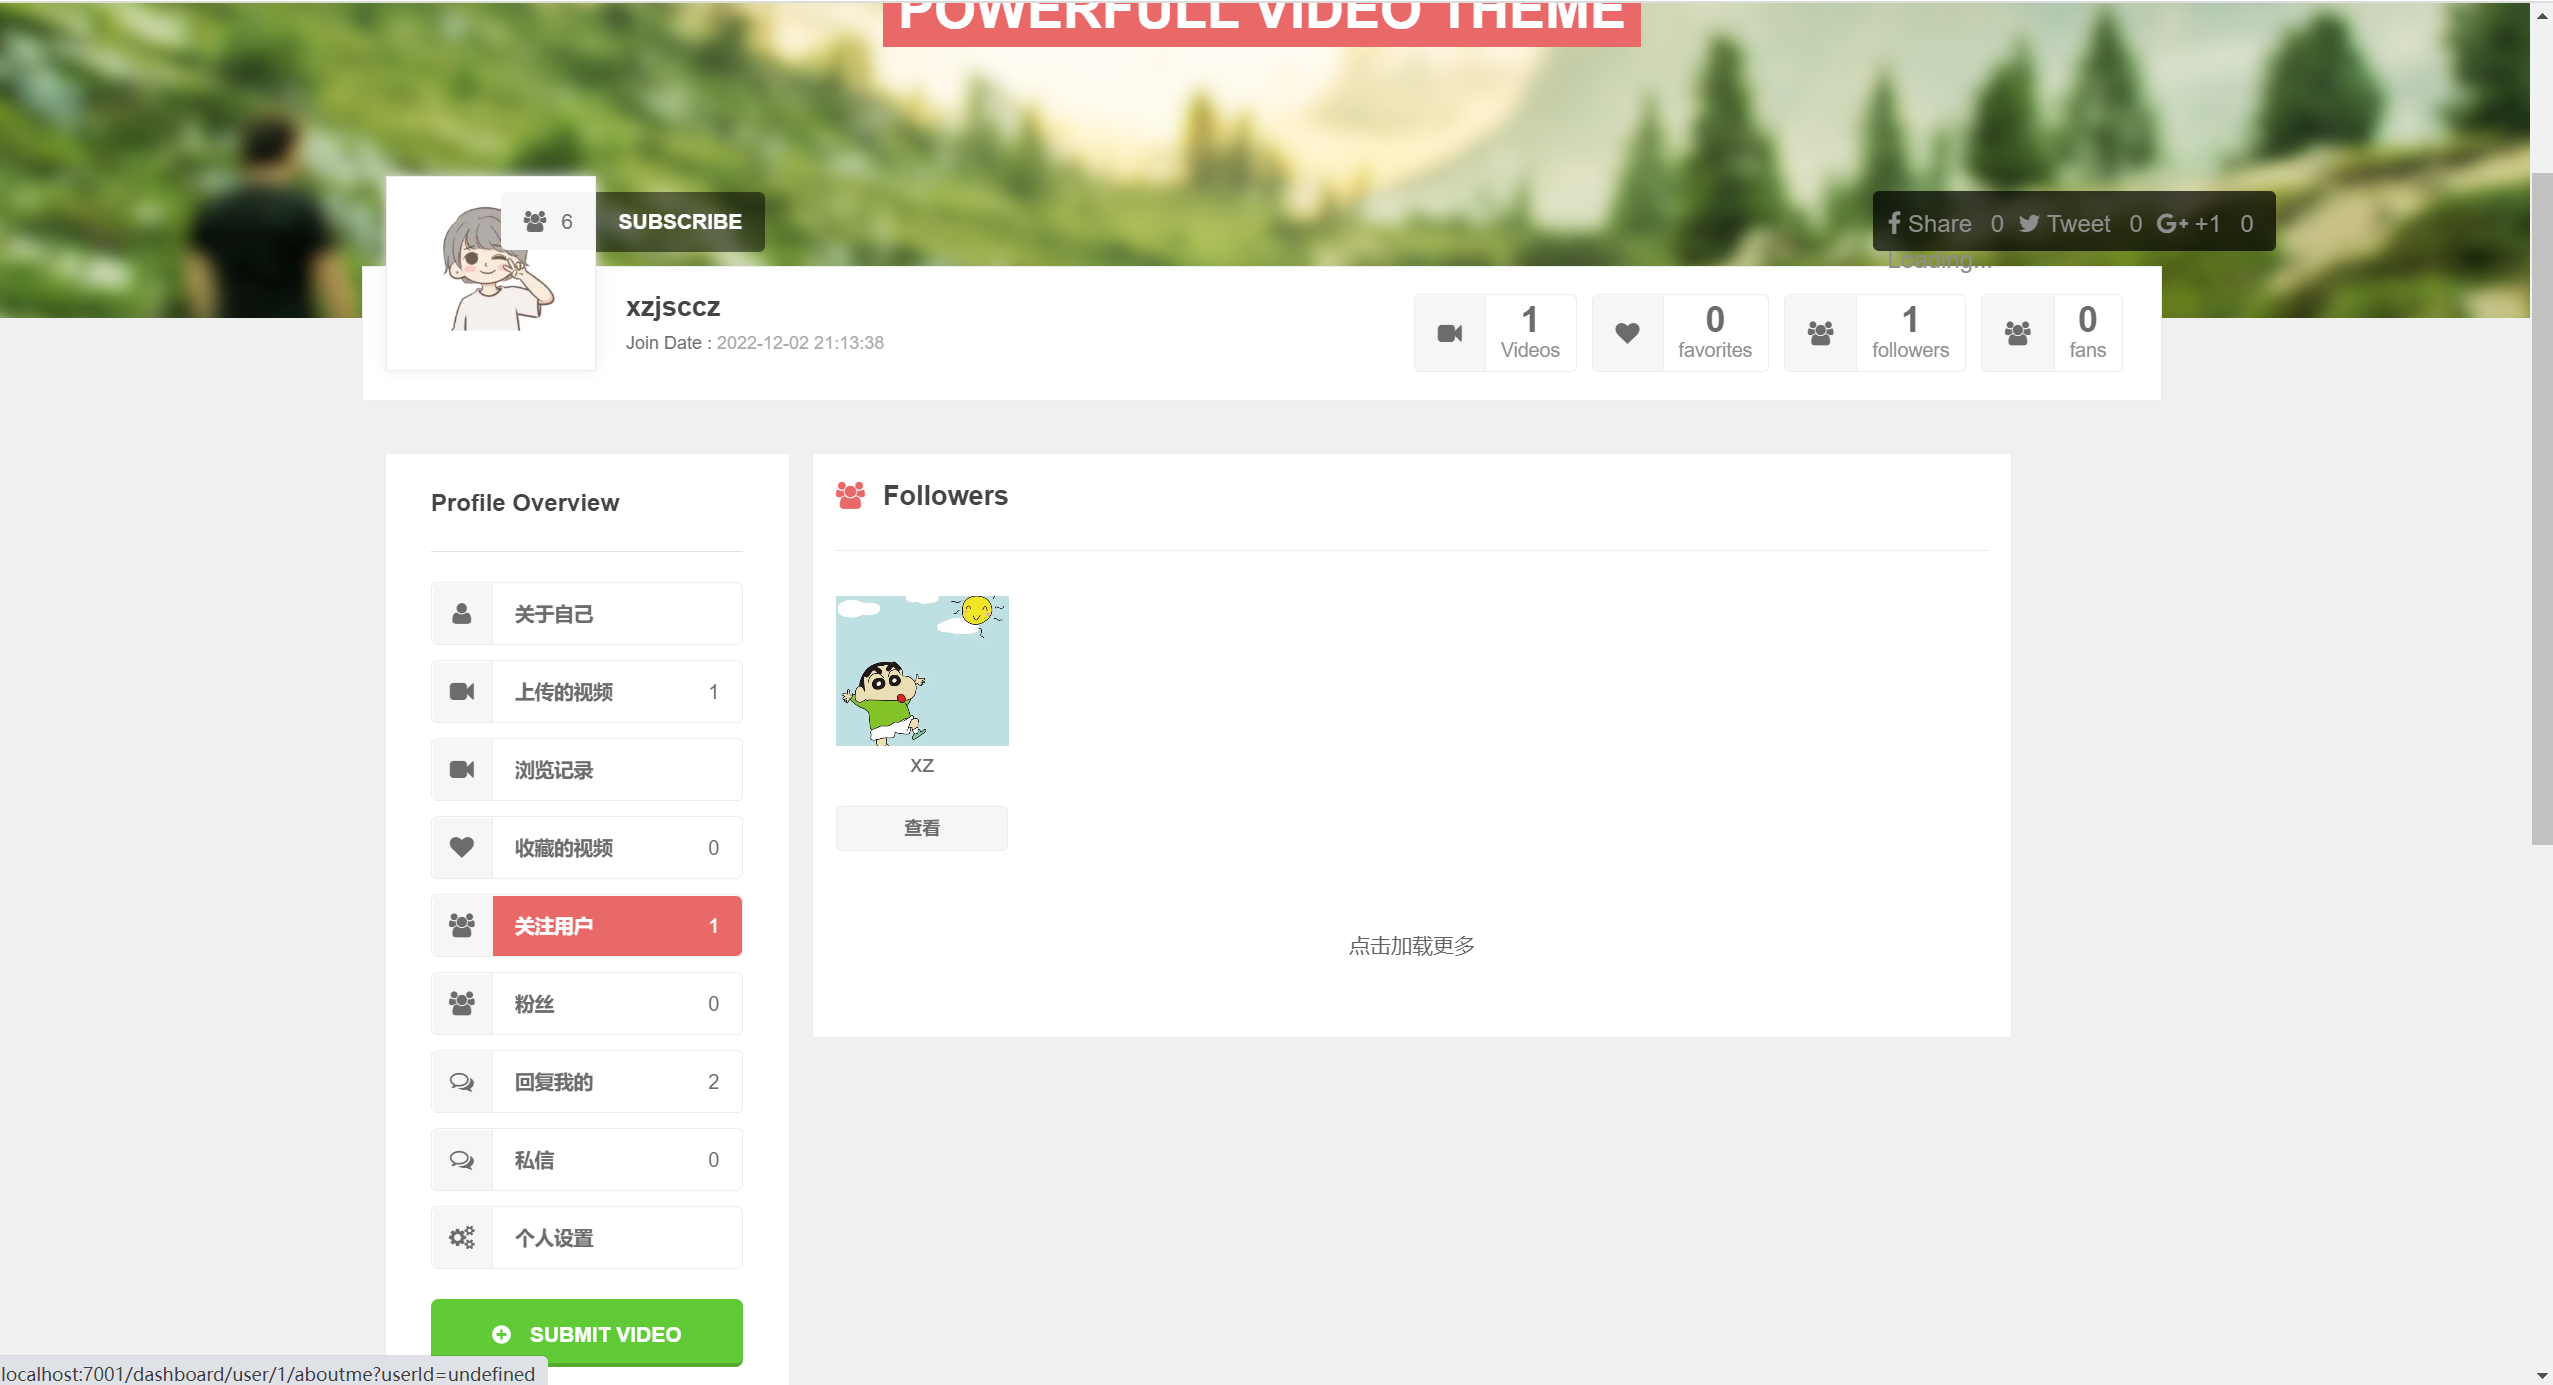 POWERFULL VIDEO THEME
6 SUBSCRIBE
Share 0 Tweet 0 +1 0
Loading...
xzjsccz
Join Date : 2022-12-02 21:13:38
1
Videos
0
favorites
1
followers
0
fans
Profile Overview
关于自己
上传的视频 1
浏览记录
收藏的视频 0
关注用户 1
粉丝 0
回复我的 2
私信 0
个人设置
SUBMIT VIDEO
Followers
xz
查看
点击加载更多
localhost:7001/dashboard/user/1/aboutme?userId=undefined